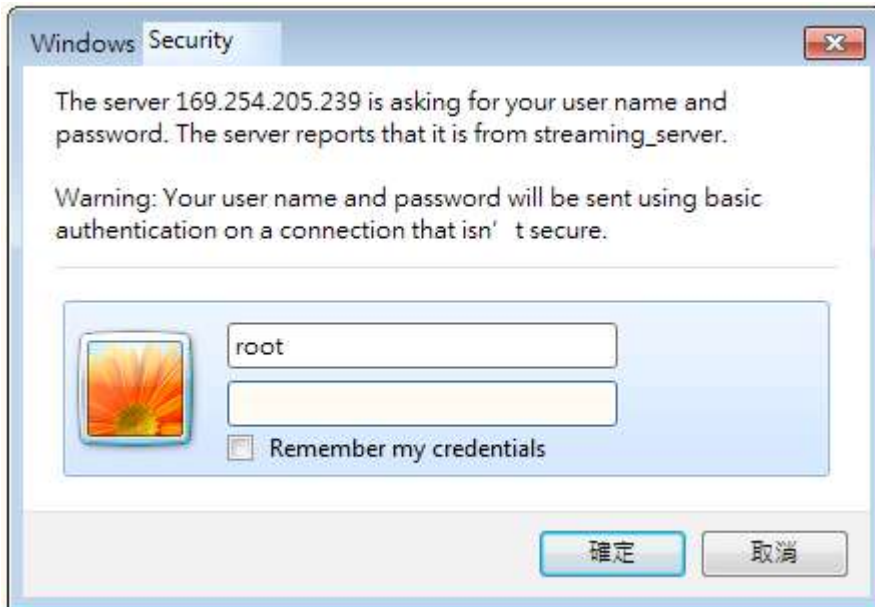 Windows Security
The server 169.254.205.239 is asking for your user name and
password. The server reports that it is from streaming_server.
Warning: Your user name and password will be sent using basic
authentication on a connection that isn’ t secure.
root
Remember my credentials
確定 取消